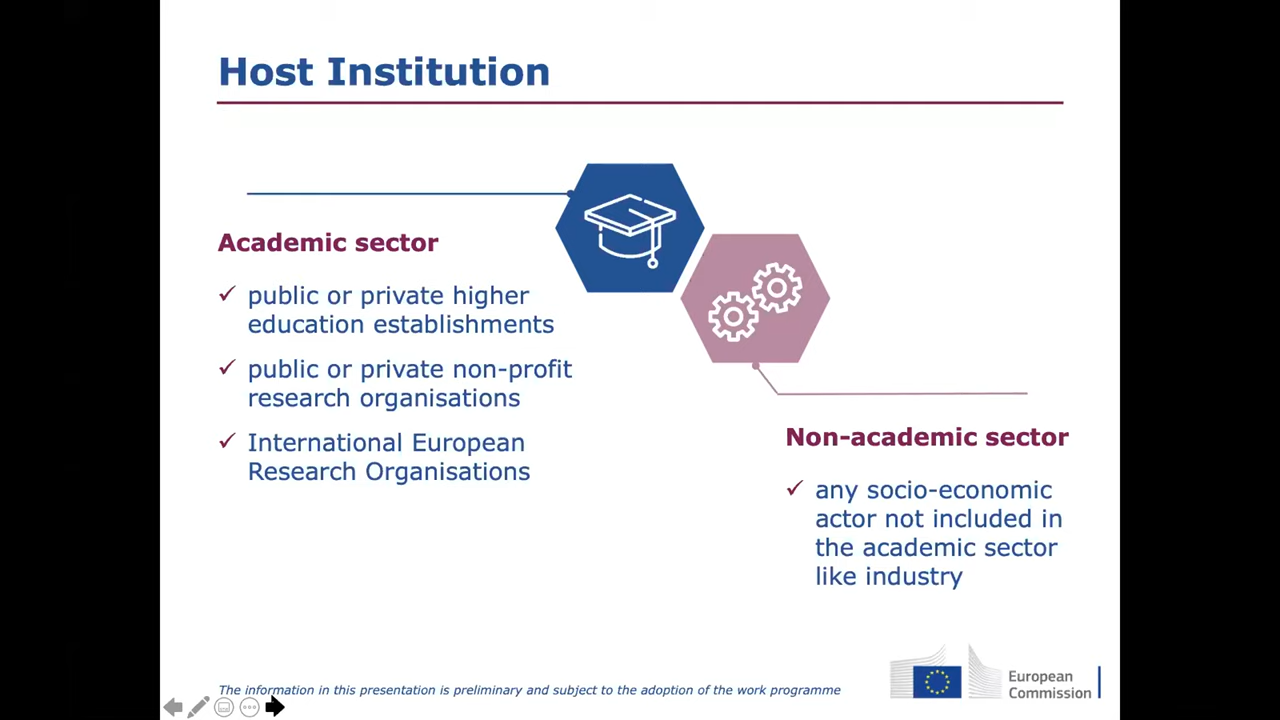 Host Institution
Academic sector
✓ public or private higher
education establishments
✓ public or private non-profit
research organisations
✓ International European
Research Organisations
Non-academic sector
✓ any socio-economic
actor not included in
the academic sector
like industry
The information in this presentation is preliminary and subject to the adoption of the work programme
European
Commission